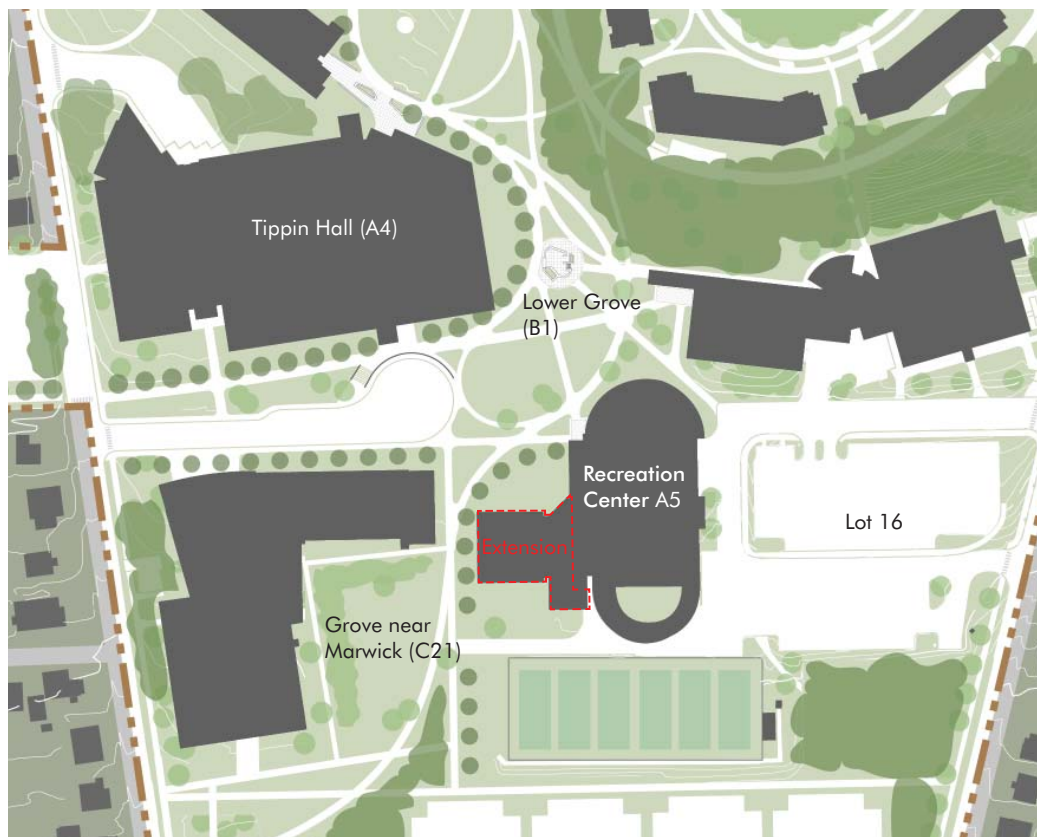 Tippin Hall (A4)
Lower Grove
(B1)
Recreation
Center A5
Lot 16
Extension
Grove near
Marwick (C21)